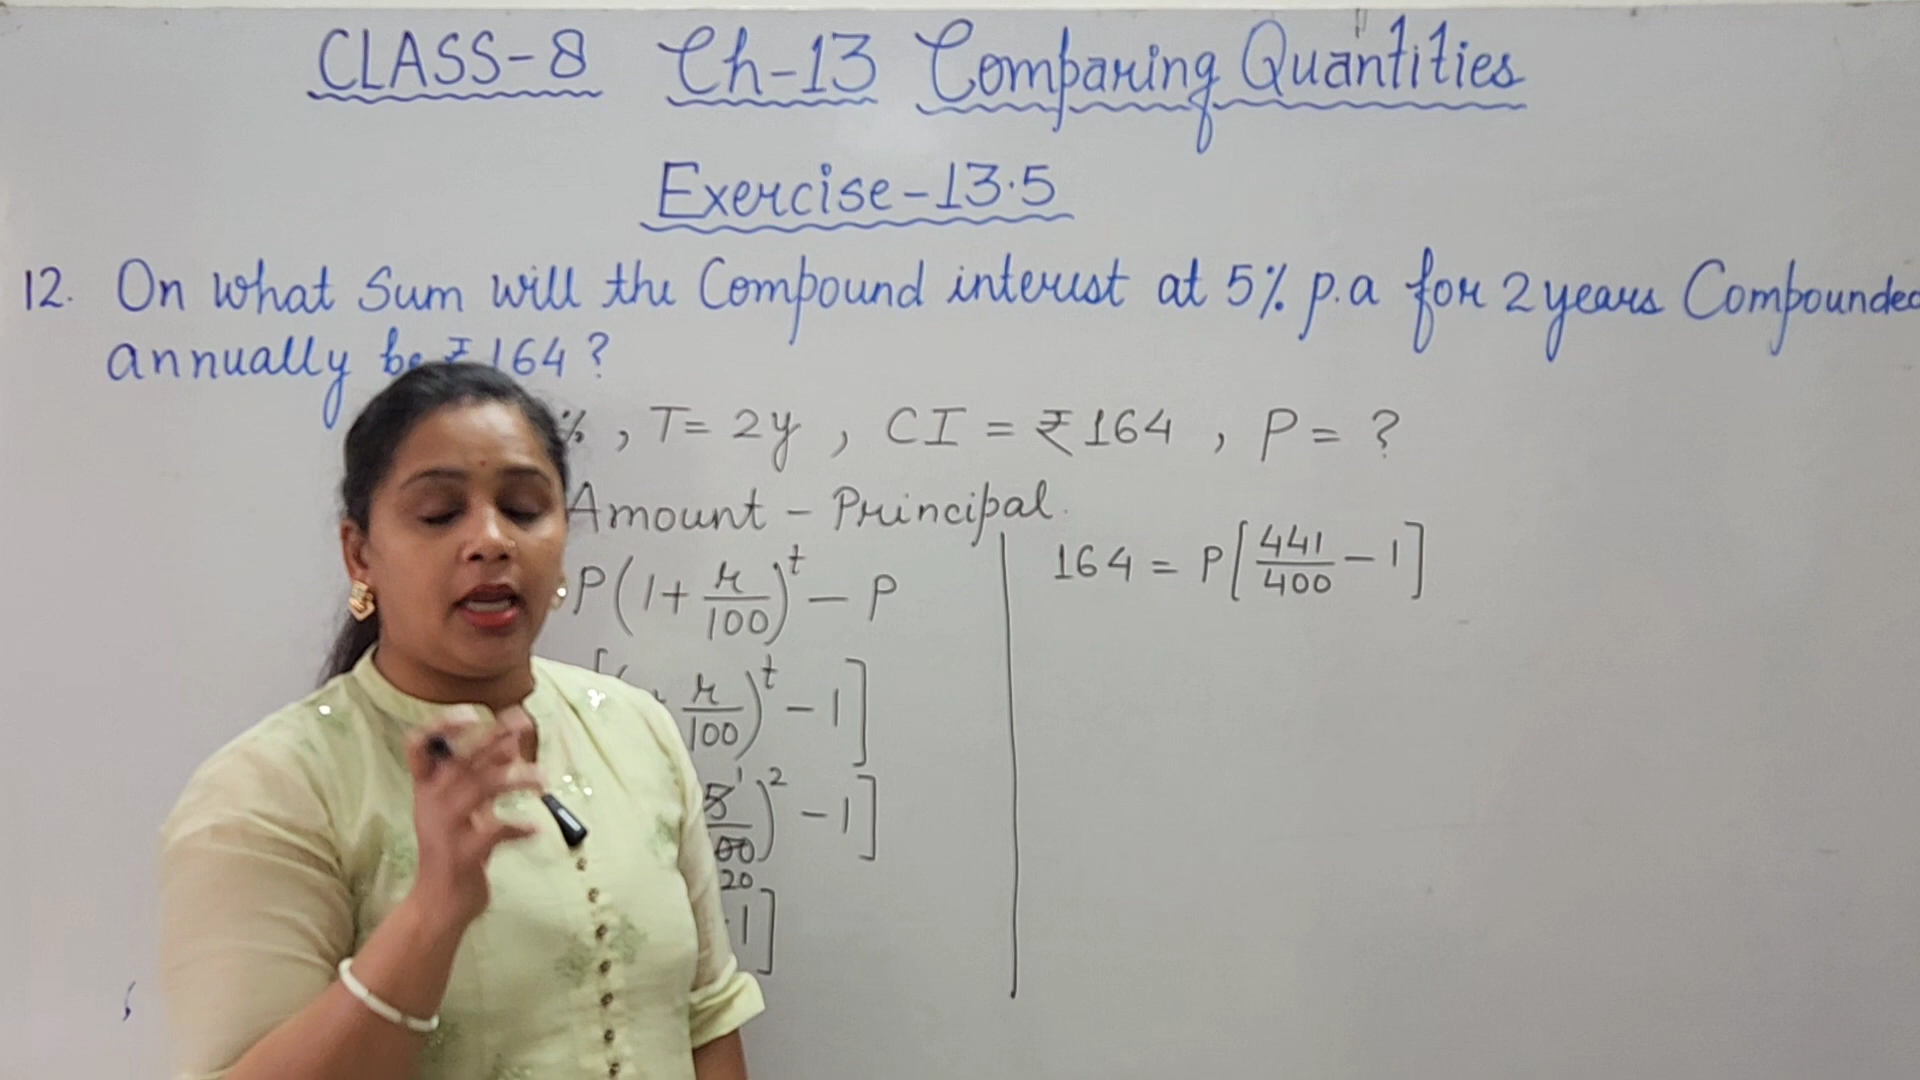 CLASS-8 Ch-13 Comparing Quantities
Exercise-13.5
12. On what Sum will the Compound interest at 5% p.a for 2 years Compounded
annually be ₹ 164 ?
% , T= 2y , CI = ₹164 , P = ?
Amount - Principal.
P(1+ r/100)^t - P
r/100)^t - 1]
5 1)^2 - 1]
20
1]
164 = P[441/400 - 1]